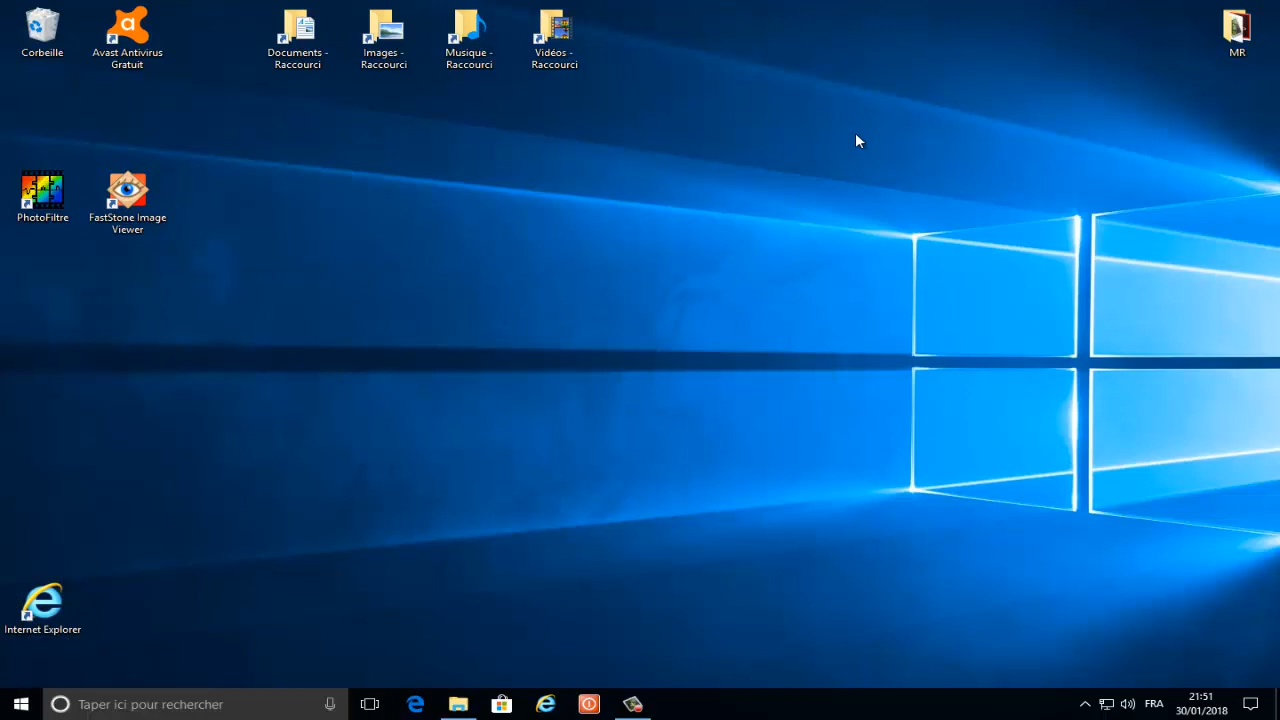 Corbeille
Avast Antivirus
Gratuit
Documents -
Raccourci
Images -
Raccourci
Musique -
Raccourci
Vidéos -
Raccourci
MR
PhotoFiltre
FastStone Image
Viewer
Internet Explorer
Taper ici pour rechercher
FRA
21:51
30/01/2018